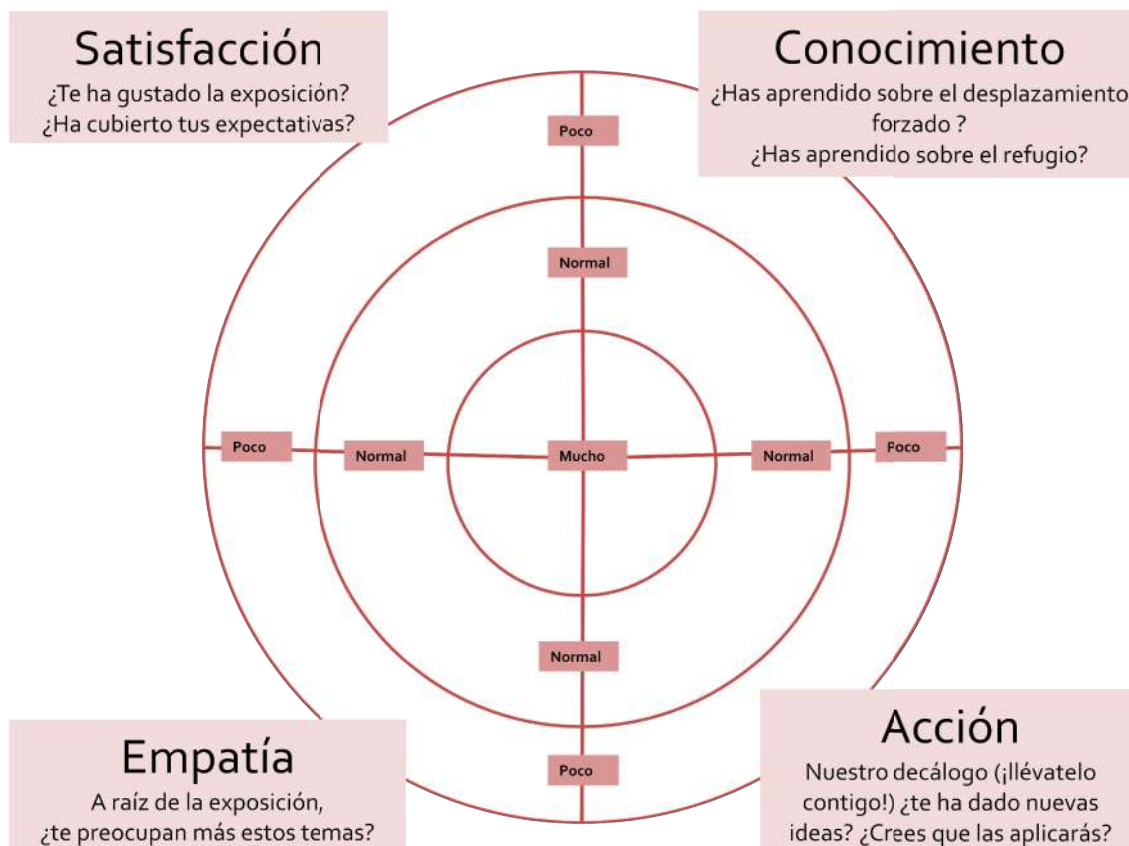 Satisfacción
¿Te ha gustado la exposición?
¿Ha cubierto tus expectativas?
Conocimiento
¿Has aprendido sobre el desplazamiento
forzado ?
¿Has aprendido sobre el refugio?
Poco
Normal
Poco
Normal
Mucho
Normal
Poco
Normal
Poco
Empatía
A raíz de la exposición,
¿te preocupan más estos temas?
Acción
Nuestro decálogo (¡llévatelo
contigo!) ¿te ha dado nuevas
ideas? ¿Crees que las aplicarás?